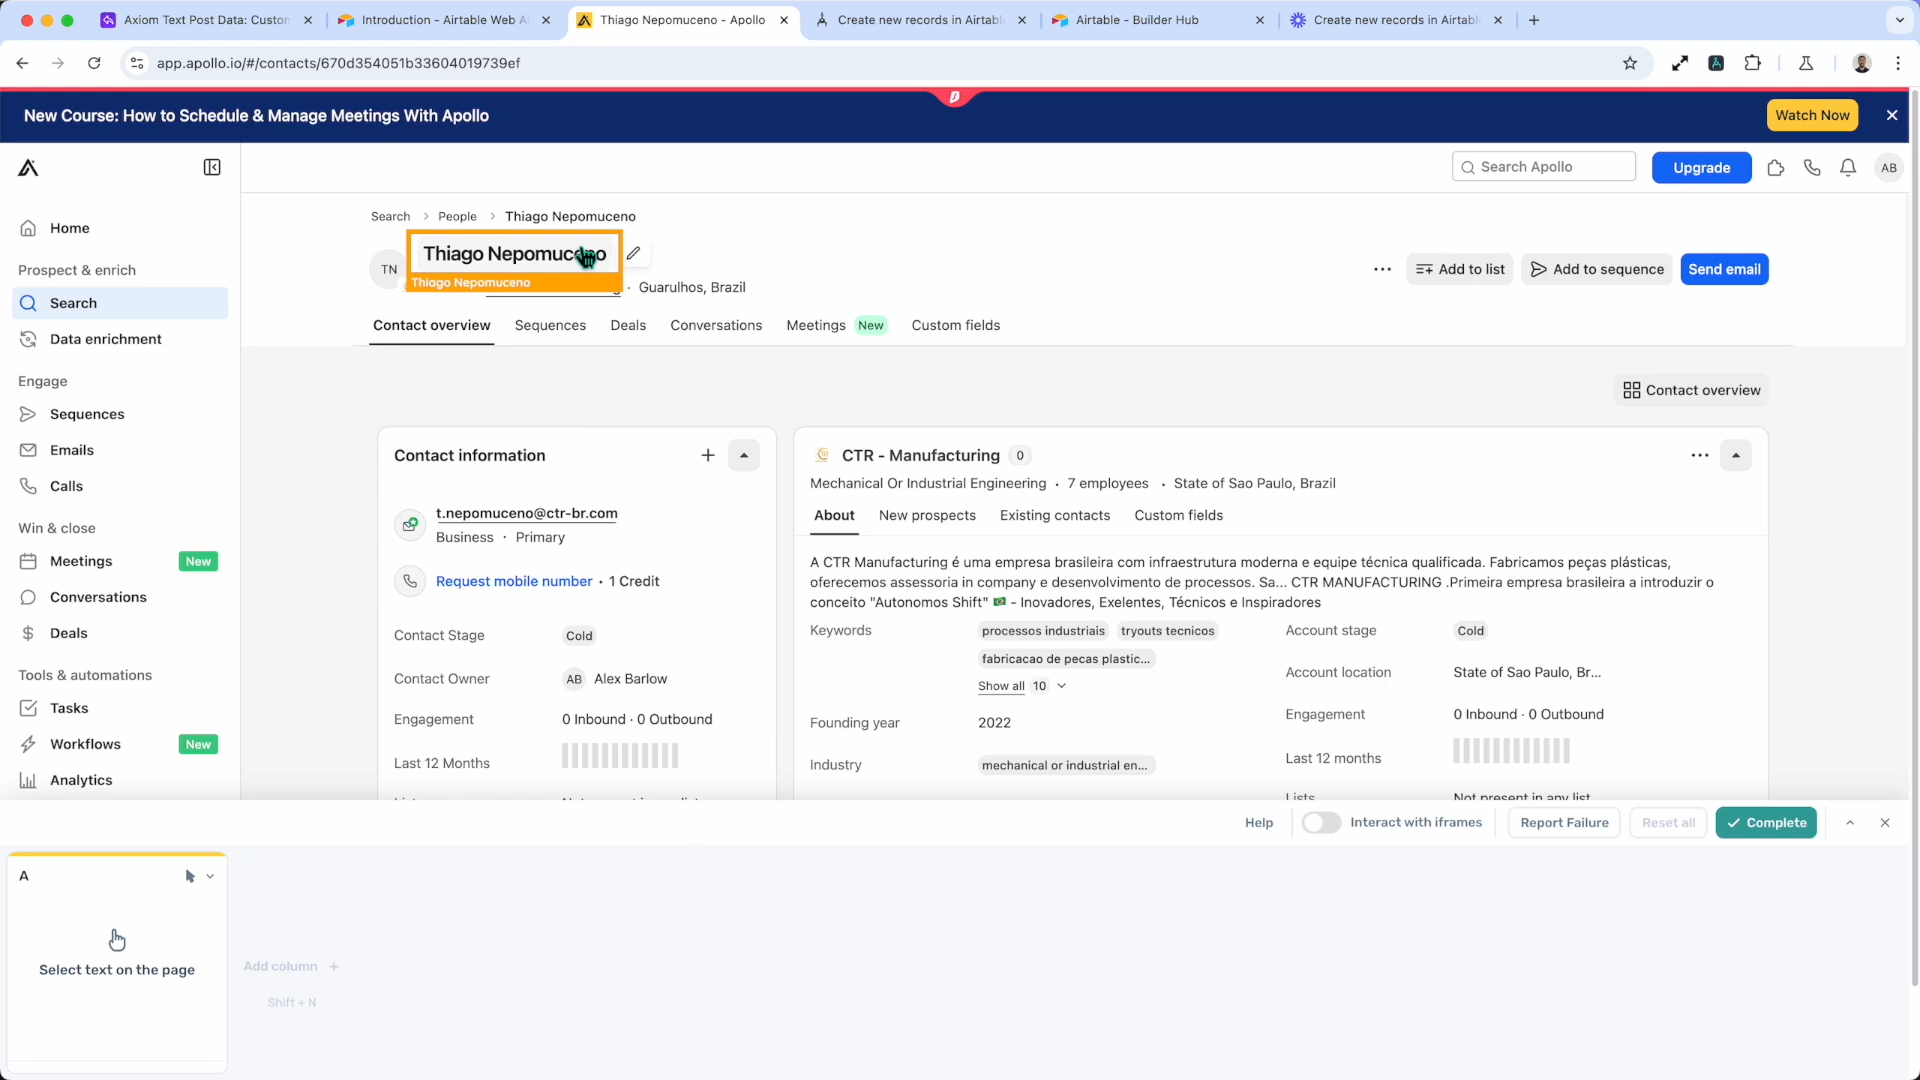 Axiom Text Post Data: Custon
Introduction - Airtable Web A
Thiago Nepomuceno - Apollo
Create new records in Airtabl
Airtable - Builder Hub
Create new records in Airtabl
app.apollo.io/#/contacts/670d354051b33604019739ef
New Course: How to Schedule & Manage Meetings With Apollo
Watch Now
Search Apollo
Upgrade
AB
Home
Prospect & enrich
Search
Data enrichment
Engage
Sequences
Emails
Calls
Win & close
Meetings New
Conversations
Deals
Tools & automations
Tasks
Workflows New
Analytics
Search > People > Thiago Nepomuceno
TN
Thiago Nepomuceno
Thiago Nepomuceno
· Guarulhos, Brazil
Add to list
Add to sequence
Send email
Contact overview Sequences Deals Conversations Meetings New Custom fields
Contact overview
Contact information
t.nepomuceno@ctr-br.com
Business · Primary
Request mobile number · 1 Credit
Contact Stage Cold
Contact Owner AB Alex Barlow
Engagement 0 Inbound · 0 Outbound
Last 12 Months
CTR - Manufacturing 0
Mechanical Or Industrial Engineering · 7 employees · State of Sao Paulo, Brazil
About New prospects Existing contacts Custom fields
A CTR Manufacturing é uma empresa brasileira com infraestrutura moderna e equipe técnica qualificada. Fabricamos peças plásticas,
oferecemos assessoria in company e desenvolvimento de processos. Sa... CTR MANUFACTURING .Primeira empresa brasileira a introduzir o
conceito "Autonomos Shift" 🇧🇷 - Inovadores, Exelentes, Técnicos e Inspiradores
Keywords processos industriais tryouts tecnicos
fabricacao de pecas plastic...
Show all 10
Founding year 2022
Industry mechanical or industrial en...
Account stage Cold
Account location State of Sao Paulo, Br...
Engagement 0 Inbound · 0 Outbound
Last 12 months
Lists Not present in any list
Help
Interact with iframes
Report Failure
Reset all
Complete
A
Select text on the page
Add column +
Shift + N